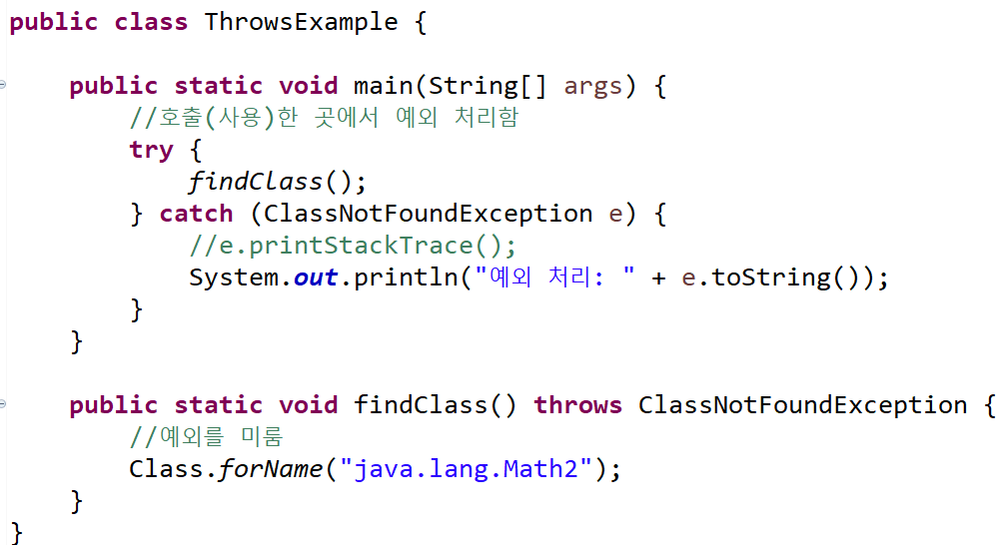 public class ThrowsExample {
public static void main(String[] args) {
//호출(사용)한 곳에서 예외 처리함
try {
findClass();
} catch (ClassNotFoundException e) {
//e.printStackTrace();
System.out.println("예외 처리: " + e.toString());
}
}
public static void findClass() throws ClassNotFoundException {
//예외를 미룸
Class.forName("java.lang.Math2");
}
}